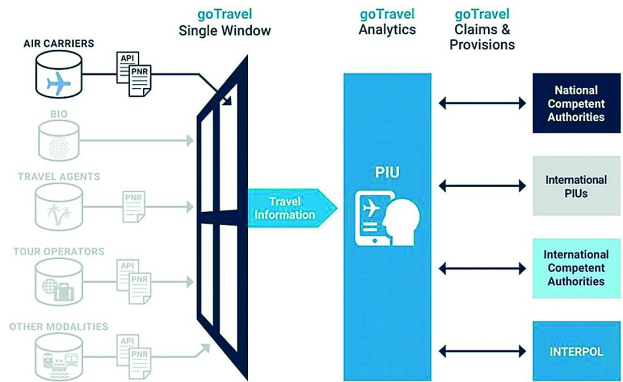 goTravel
Single Window
goTravel
Analytics
goTravel
Claims &
Provisions
AIR CARRIERS
API
PNR
BIO
TRAVEL AGENTS
PNR
TOUR OPERATORS
API
PNR
OTHER MODALITIES
API
PNR
Travel
Information
PIU
National
Competent
Authorities
International
PIUs
International
Competent
Authorities
INTERPOL